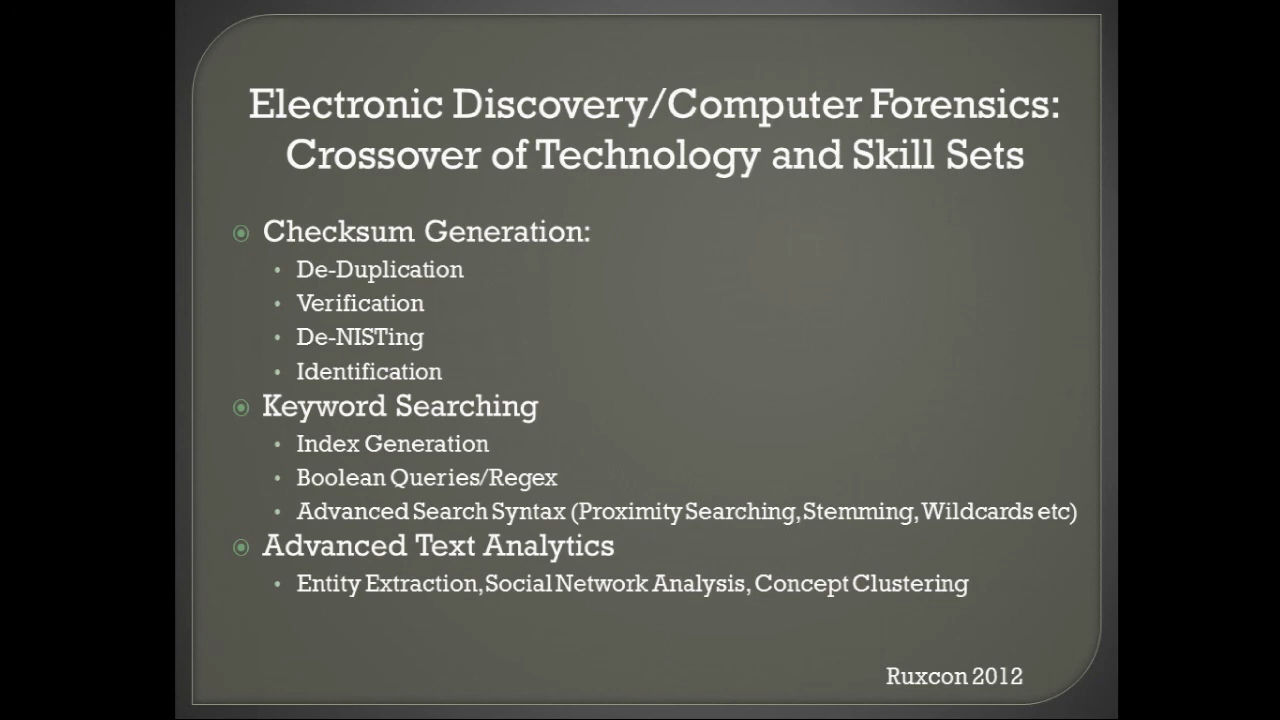 Electronic Discovery/Computer Forensics:
Crossover of Technology and Skill Sets
Checksum Generation:
De-Duplication
Verification
De-NISTing
Identification
Keyword Searching
Index Generation
Boolean Queries/Regex
Advanced Search Syntax (Proximity Searching, Stemming, Wildcards etc)
Advanced Text Analytics
Entity Extraction, Social Network Analysis, Concept Clustering
Ruxcon 2012